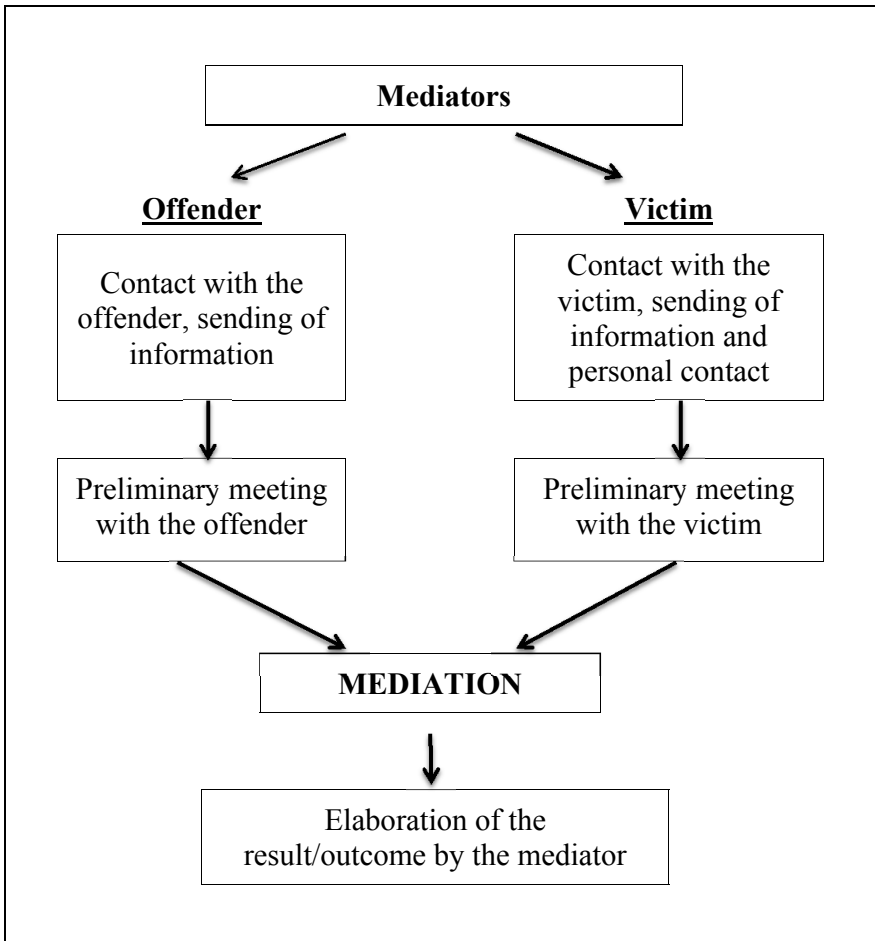 Mediators
Offender
Contact with the
offender, sending of
information
Victim
Contact with the
victim, sending of
information and
personal contact
Preliminary meeting
with the offender
Preliminary meeting
with the victim
MEDIATION
Elaboration of the
result/outcome by the mediator